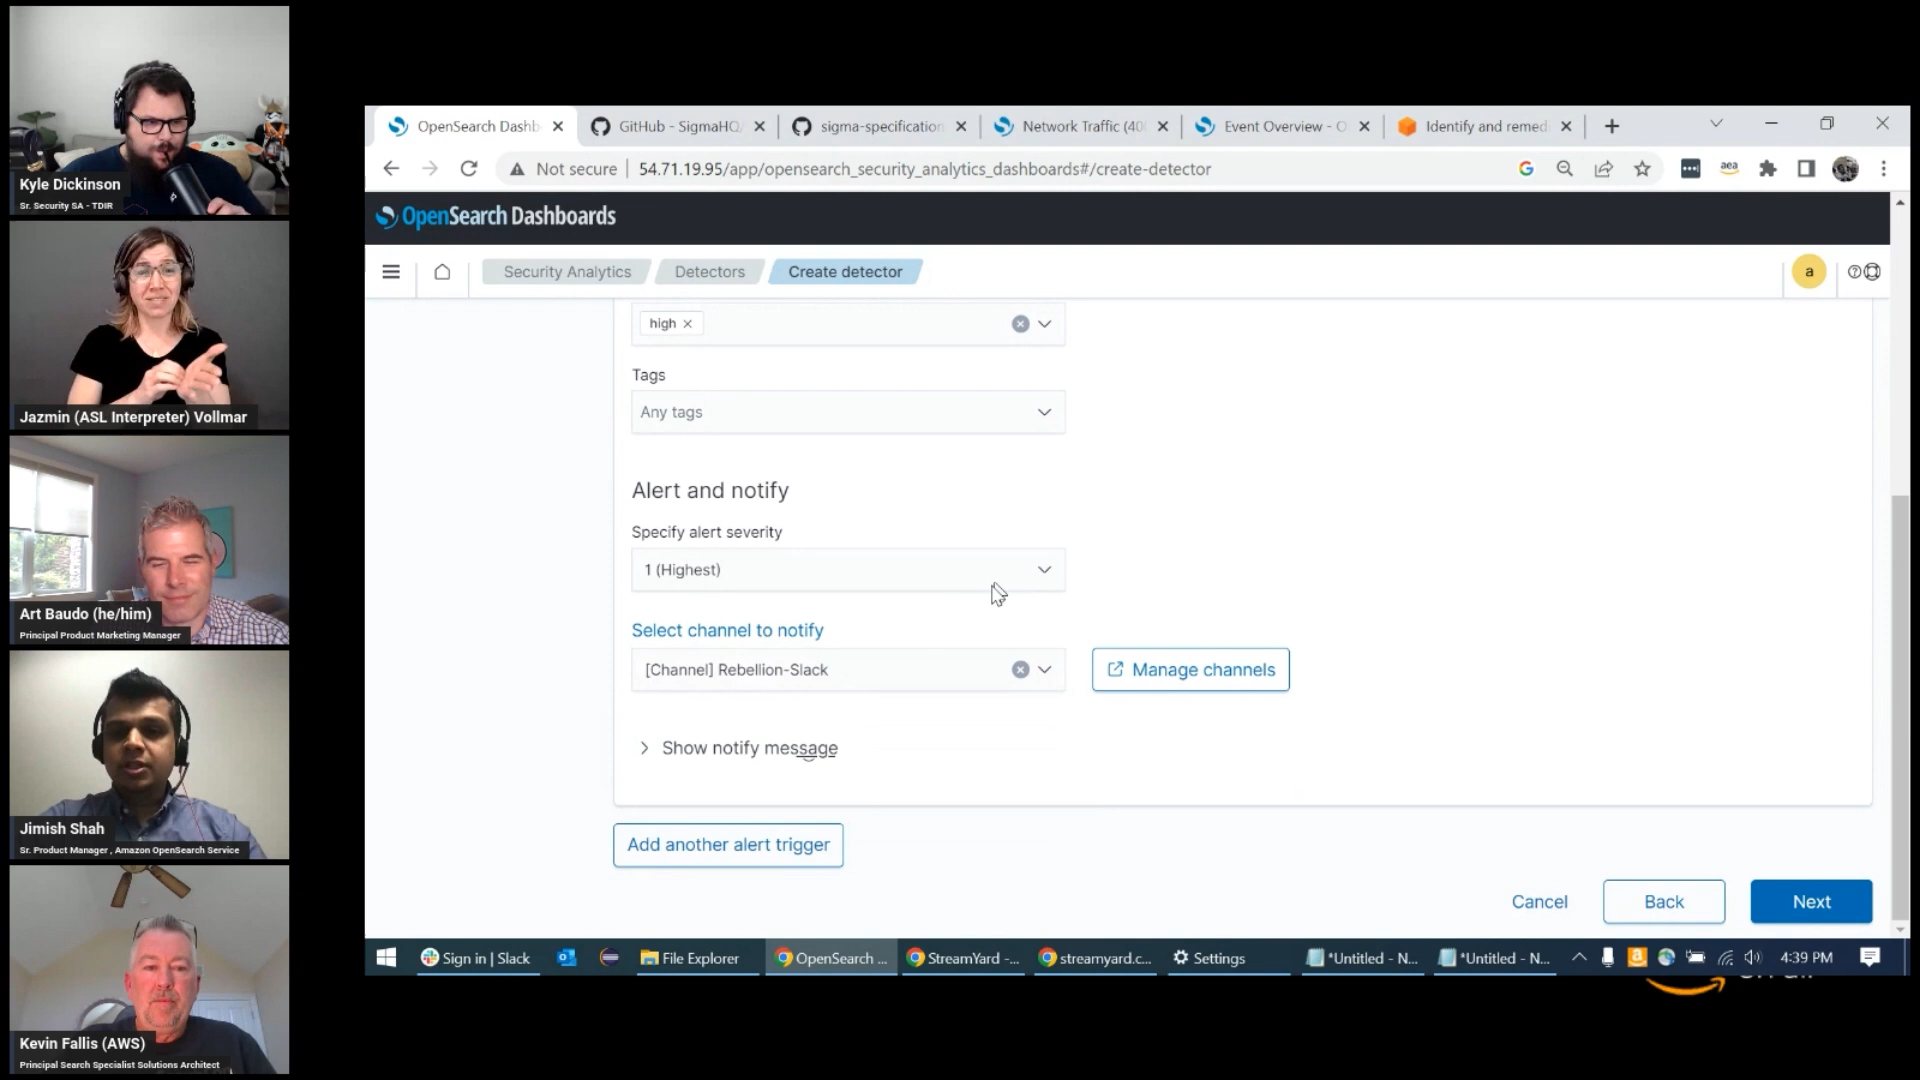 Kyle Dickinson
Sr. Security SA - TDIR
Jazmin (ASL Interpreter) Vollmar
Art Baudo (he/him)
Principal Product Marketing Manager
Jimish Shah
Sr. Product Manager , Amazon OpenSearch Service
Kevin Fallis (AWS)
Principal Search Specialist Solutions Architect
OpenSearch Dashb
GitHub - SigmaHQ
sigma-specification
Network Traffic (40
Event Overview - O
Identify and remed
Not secure
54.71.19.95/app/opensearch_security_analytics_dashboards#/create-detector
aea
OpenSearch Dashboards
Security Analytics
Detectors
Create detector
a
high
Tags
Any tags
Alert and notify
Specify alert severity
1 (Highest)
Select channel to notify
[Channel] Rebellion-Slack
Manage channels
Show notify message
Add another alert trigger
Cancel
Back
Next
Sign in | Slack
File Explorer
OpenSearch ...
StreamYard -...
streamyard.c...
Settings
*Untitled - N...
*Untitled - N...
4:39 PM